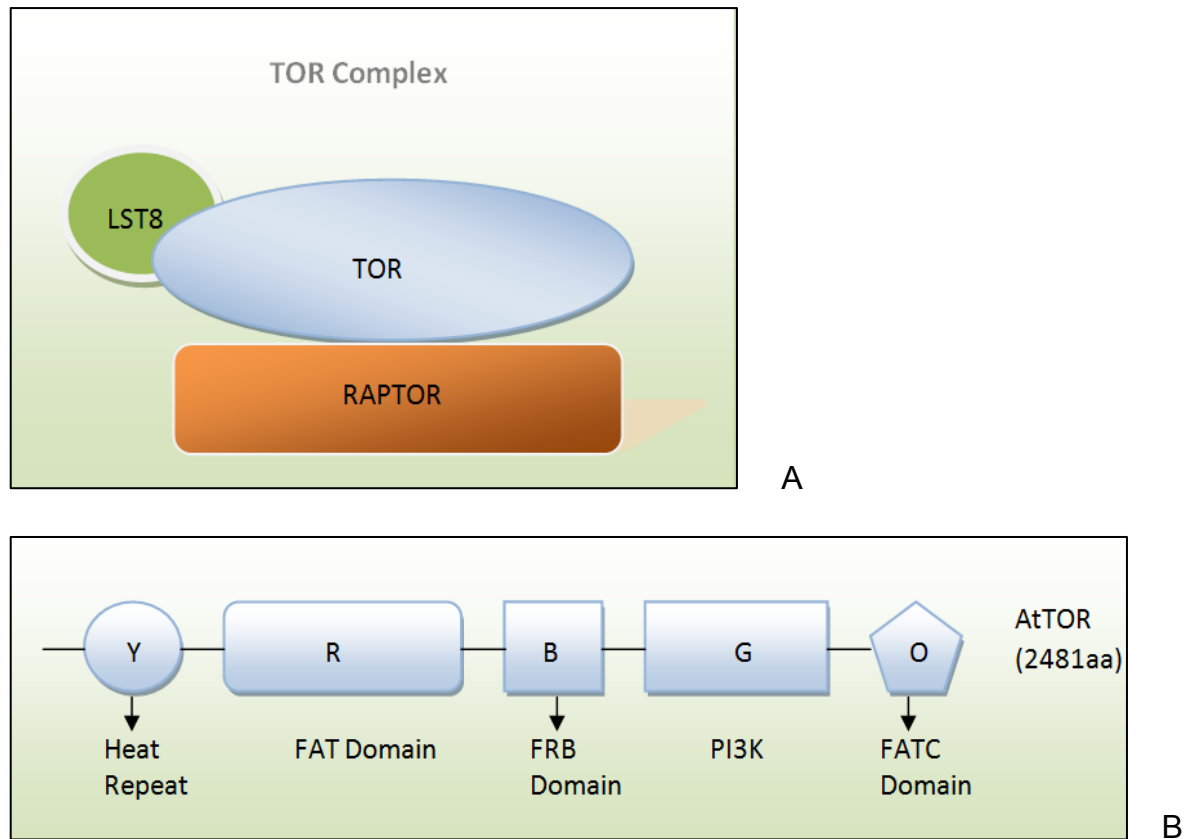 TOR Complex
LST8
TOR
RAPTOR
A
Y R B G O
AtTOR
(2481aa)
Heat
Repeat
FAT Domain
FRB
Domain
PI3K
FATC
Domain
B